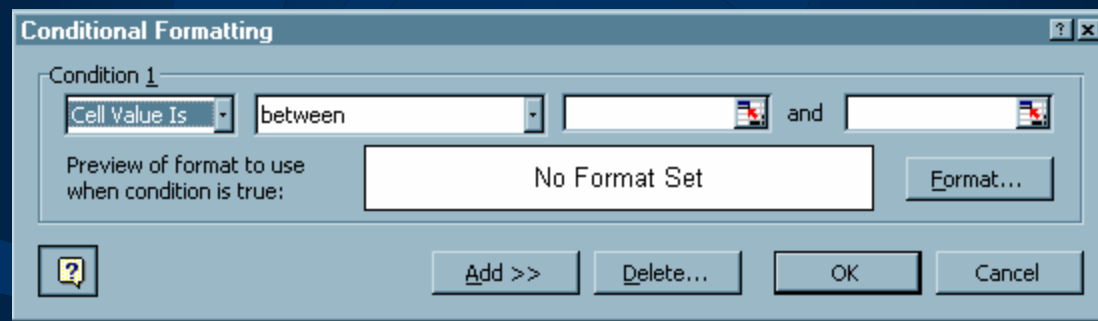 Conditional Formatting
Condition 1
Cell Value Is between and
Preview of format to use
when condition is true:
No Format Set
Format...
Add >> Delete... OK Cancel